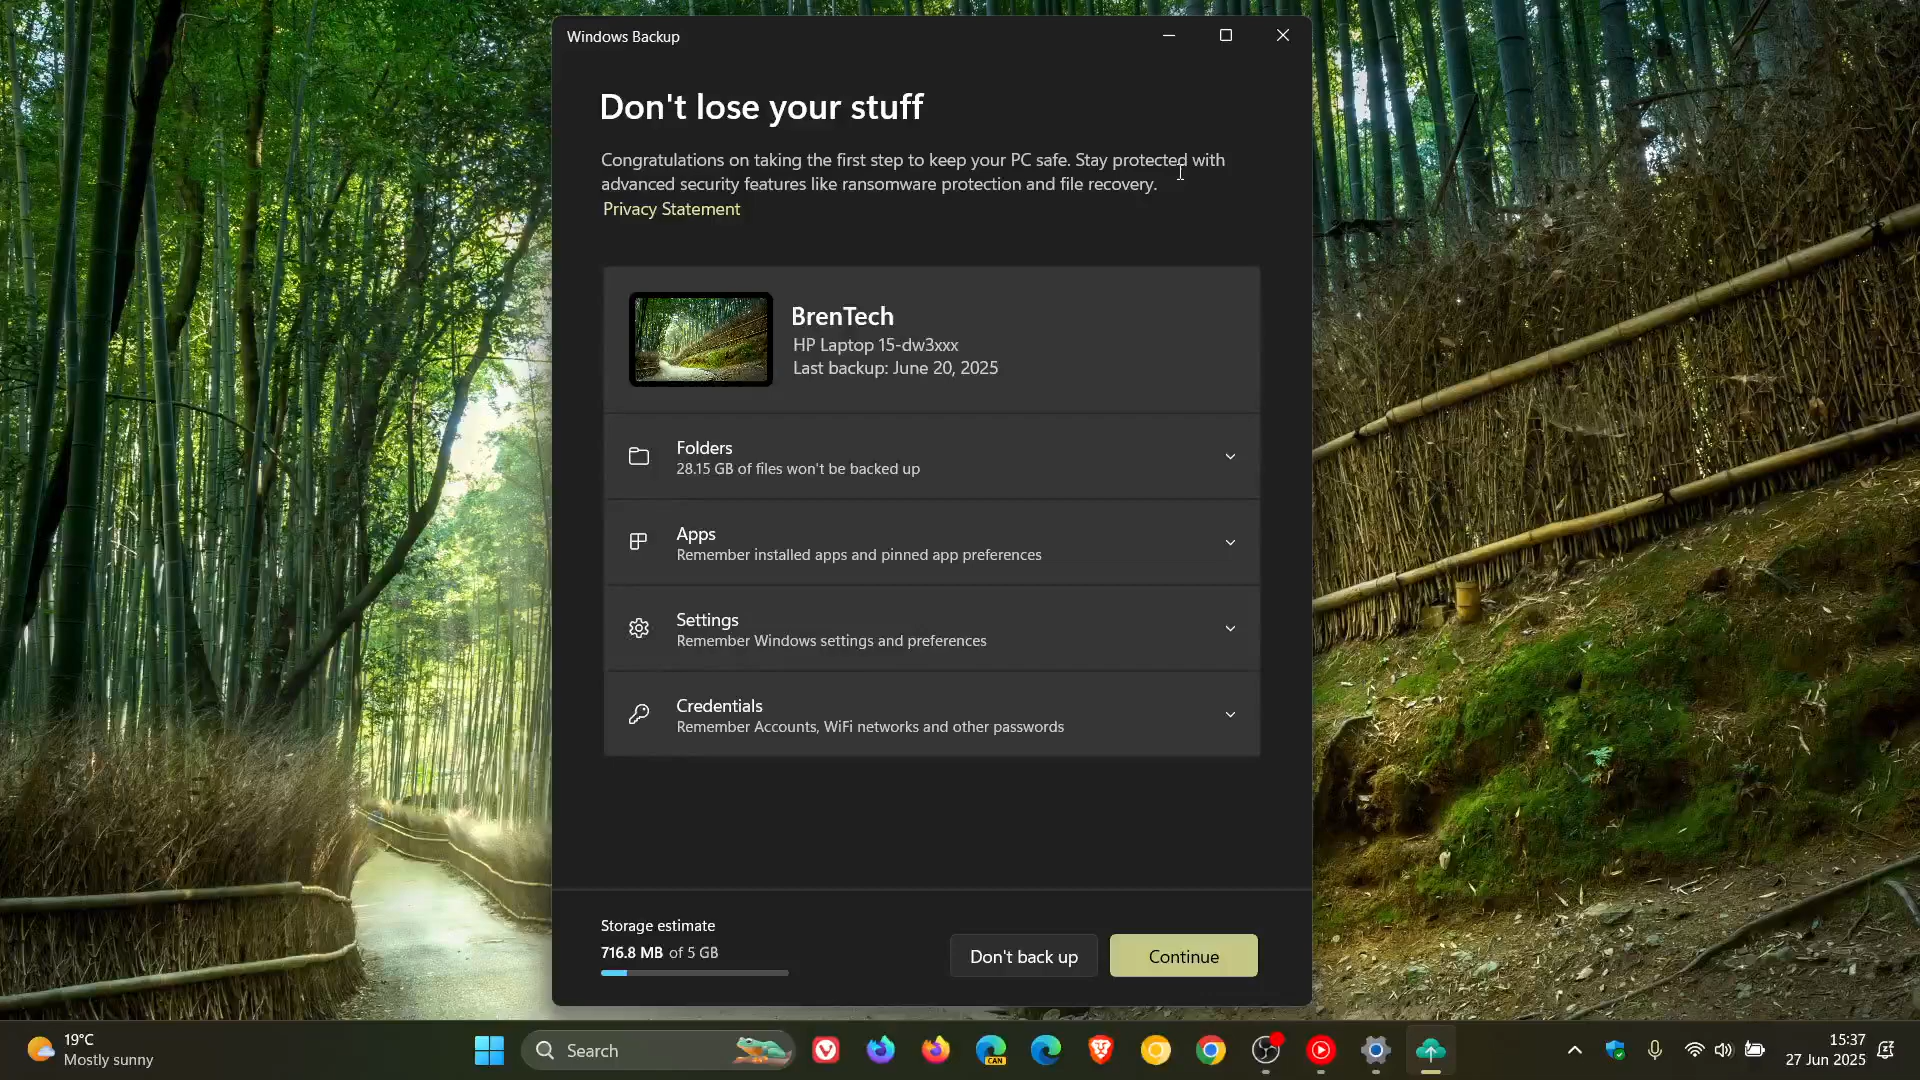 Windows Backup
Don't lose your stuff
Congratulations on taking the first step to keep your PC safe. Stay protected with
advanced security features like ransomware protection and file recovery.
Privacy Statement
BrenTech
HP Laptop 15-dw3xxx
Last backup: June 20, 2025
Folders
28.15 GB of files won't be backed up
Apps
Remember installed apps and pinned app preferences
Settings
Remember Windows settings and preferences
Credentials
Remember Accounts, WiFi networks and other passwords
Storage estimate
716.8 MB of 5 GB
Don't back up
Continue
19°C
Mostly sunny
Search
CAN
15:37
27 Jun 2025